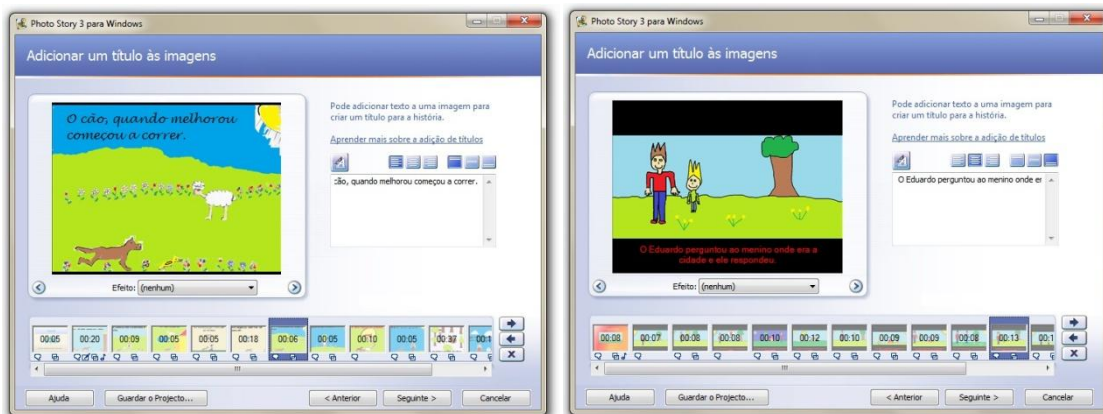 Photo Story 3 para Windows
Adicionar um título às imagens
O cão, quando melhorou
começou a correr.
Pode adicionar texto a uma imagem para
criar um título para a história.
Aprender mais sobre a adição de títulos
ão, quando melhorou começou a correr.
Efeito: (nenhum)
00:05 00:20 00:09 00:05 00:05 00:18 00:06 00:05 00:10 00:05 00:37 00:1
Ajuda Guardar o Projecto... < Anterior Seguinte > Cancelar
Photo Story 3 para Windows
Adicionar um título às imagens
O Eduardo perguntou ao menino onde era a
cidade e ele respondeu.
Pode adicionar texto a uma imagem para
criar um título para a história.
Aprender mais sobre a adição de títulos
O Eduardo perguntou ao menino onde er
Efeito: (nenhum)
00:08 00:07 00:08 00:08 00:10 00:12 00:10 00:09 00:09 00:08 00:13 00:1
Ajuda Guardar o Projecto... < Anterior Seguinte > Cancelar